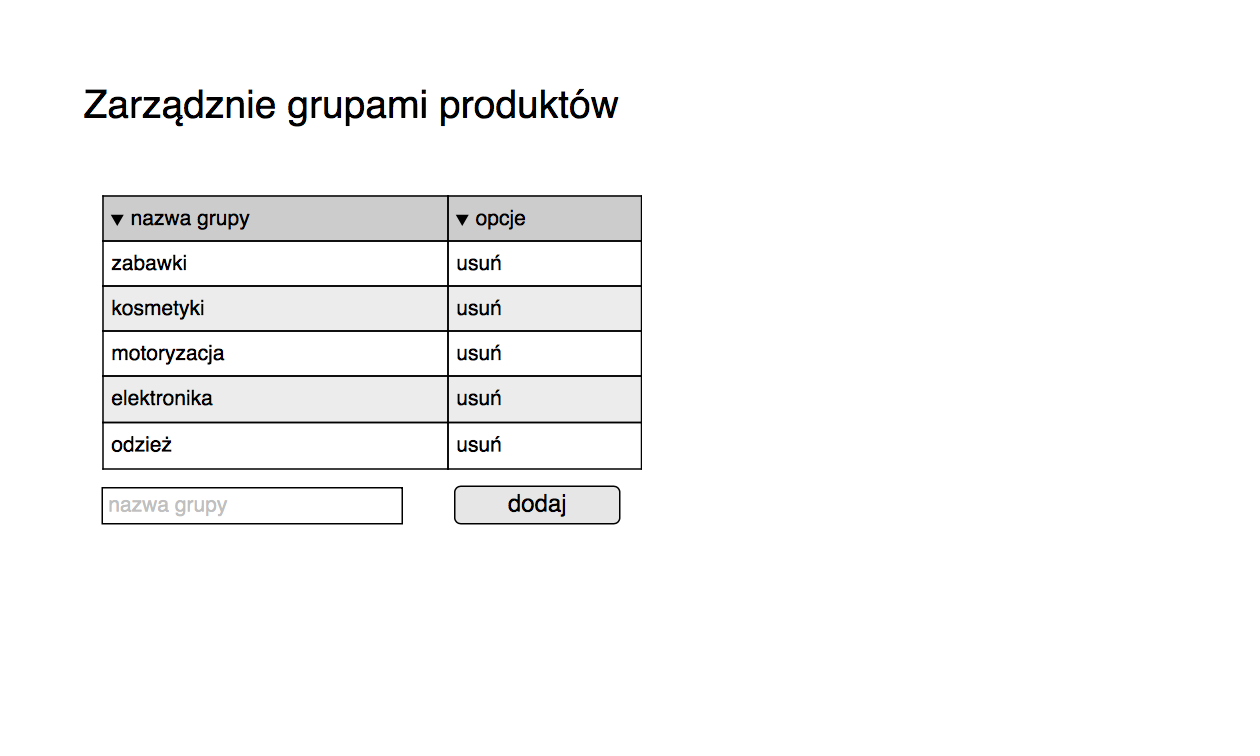 Zarządznie grupami produktów
▼ nazwa grupy ▼ opcje
zabawki usuń
kosmetyki usuń
motoryzacja usuń
elektronika usuń
odzież usuń
nazwa grupy dodaj